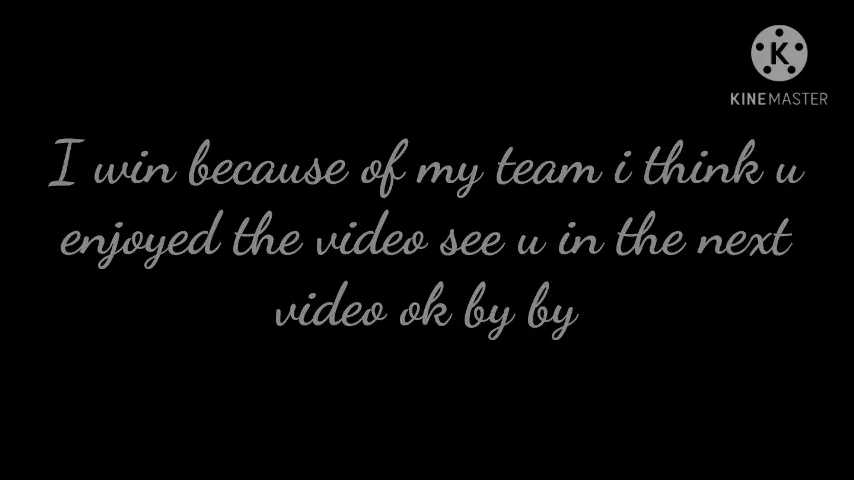 KINEMASTER
I win because of my team i think u
enjoyed the video see u in the next
video ok by by